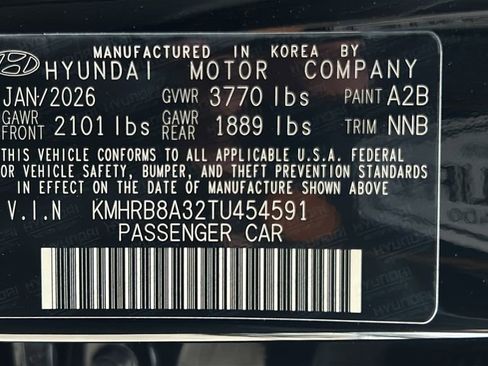 MANUFACTURED IN KOREA BY
HYUNDAI MOTOR COMPANY
JAN/2026 GVWR 3770 lbs PAINT A2B
GAWR FRONT 2101 lbs GAWR REAR 1889 lbs TRIM NNB
THIS VEHICLE CONFORMS TO ALL APPLICABLE U.S.A. FEDERAL
MOTOR VEHICLE SAFETY, BUMPER, AND THEFT PREVENTION STANDARDS
IN EFFECT ON THE DATE OF MANUFACTURE SHOWN ABOVE.
V.I.N KMHRB8A32TU454591
PASSENGER CAR